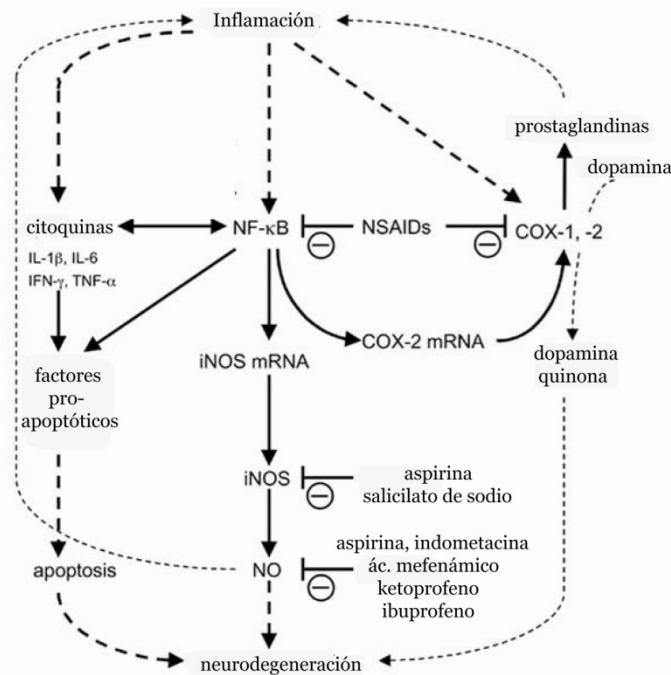 Inflamación
prostaglandinas
dopamina
citoquinas
NF-κB
NSAIDs
COX-1, -2
IL-1β, IL-6
IFN-γ, TNF-α
COX-2 mRNA
iNOS mRNA
dopamina
quinona
factores
pro-
apoptóticos
iNOS
aspirina
salicilato de sodio
apoptosis
NO
aspirina, indometacina
ác. mefenámico
ketoprofeno
ibuprofeno
neurodegeneración